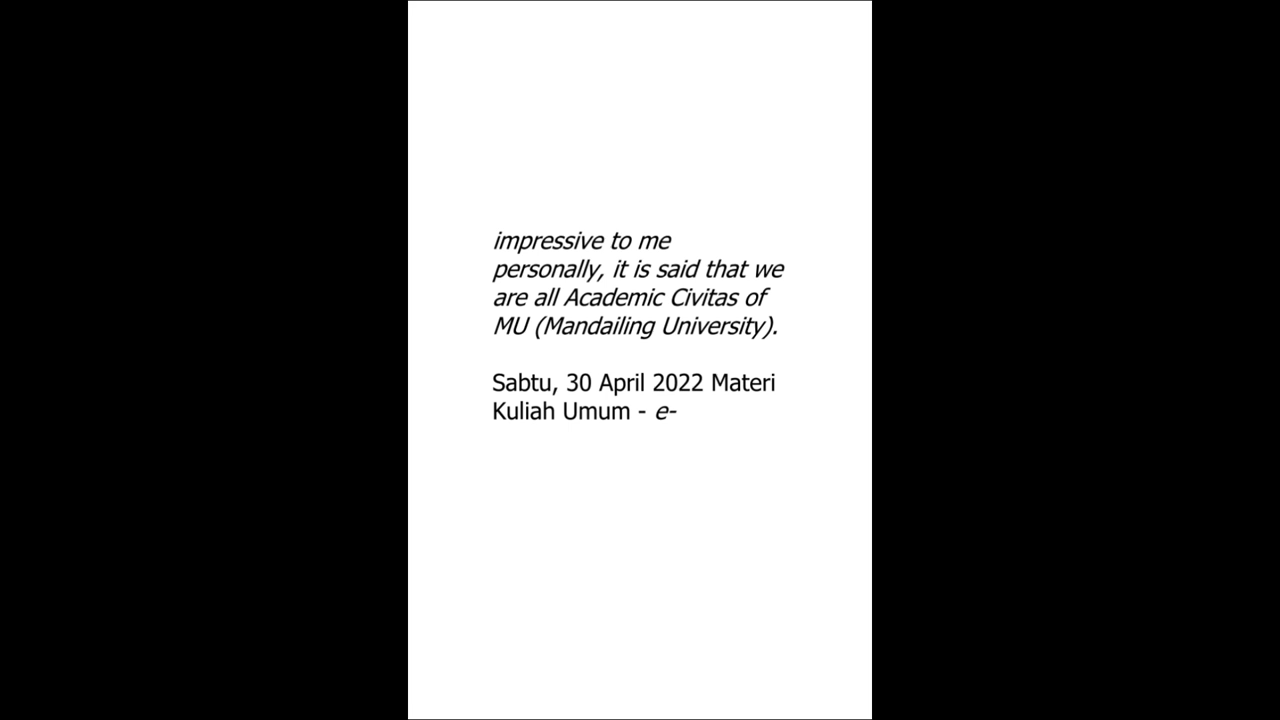 impressive to me
personally, it is said that we
are all Academic Civitas of
MU (Mandailing University).
Sabtu, 30 April 2022 Materi
Kuliah Umum - e-